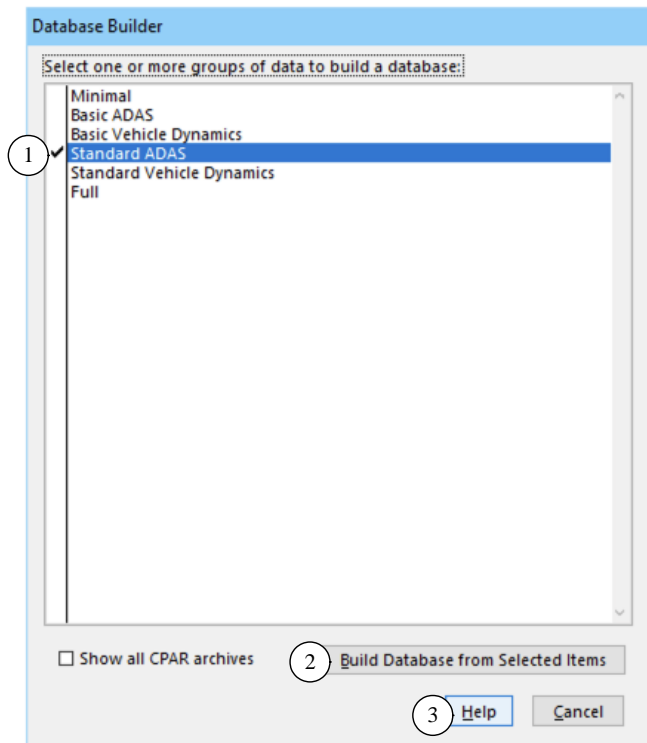 Database Builder
Select one or more groups of data to build a database:
Minimal
Basic ADAS
Basic Vehicle Dynamics
1 Standard ADAS
Standard Vehicle Dynamics
Full
Show all CPAR archives 2 Build Database from Selected Items
3 Help Cancel